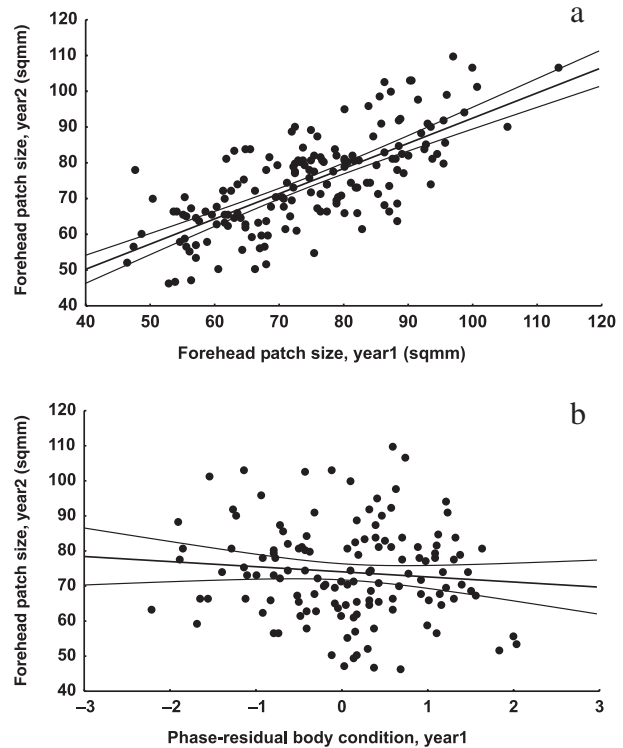 a
Forehead patch size, year2 (sqmm)
120
110
100
90
80
70
60
50
40
40 50 60 70 80 90 100 110 120
Forehead patch size, year1 (sqmm)
b
Forehead patch size, year2 (sqmm)
120
110
100
90
80
70
60
50
40
–3 –2 –1 0 1 2 3
Phase-residual body condition, year1